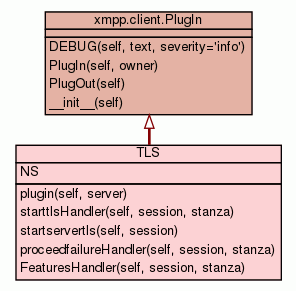 xmpp.client.PlugIn
DEBUG(self, text, severity='info')
PlugIn(self, owner)
PlugOut(self)
__init__(self)
TLS
NS
plugin(self, server)
starttlsHandler(self, session, stanza)
startservertls(self, session)
proceedfailureHandler(self, session, stanza)
FeaturesHandler(self, session, stanza)